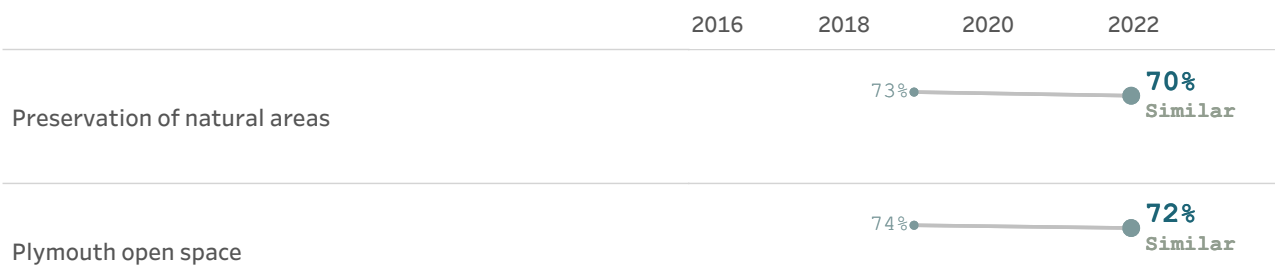 2016 2018 2020 2022
73% 70%
Similar
Preservation of natural areas
74% 72%
Similar
Plymouth open space